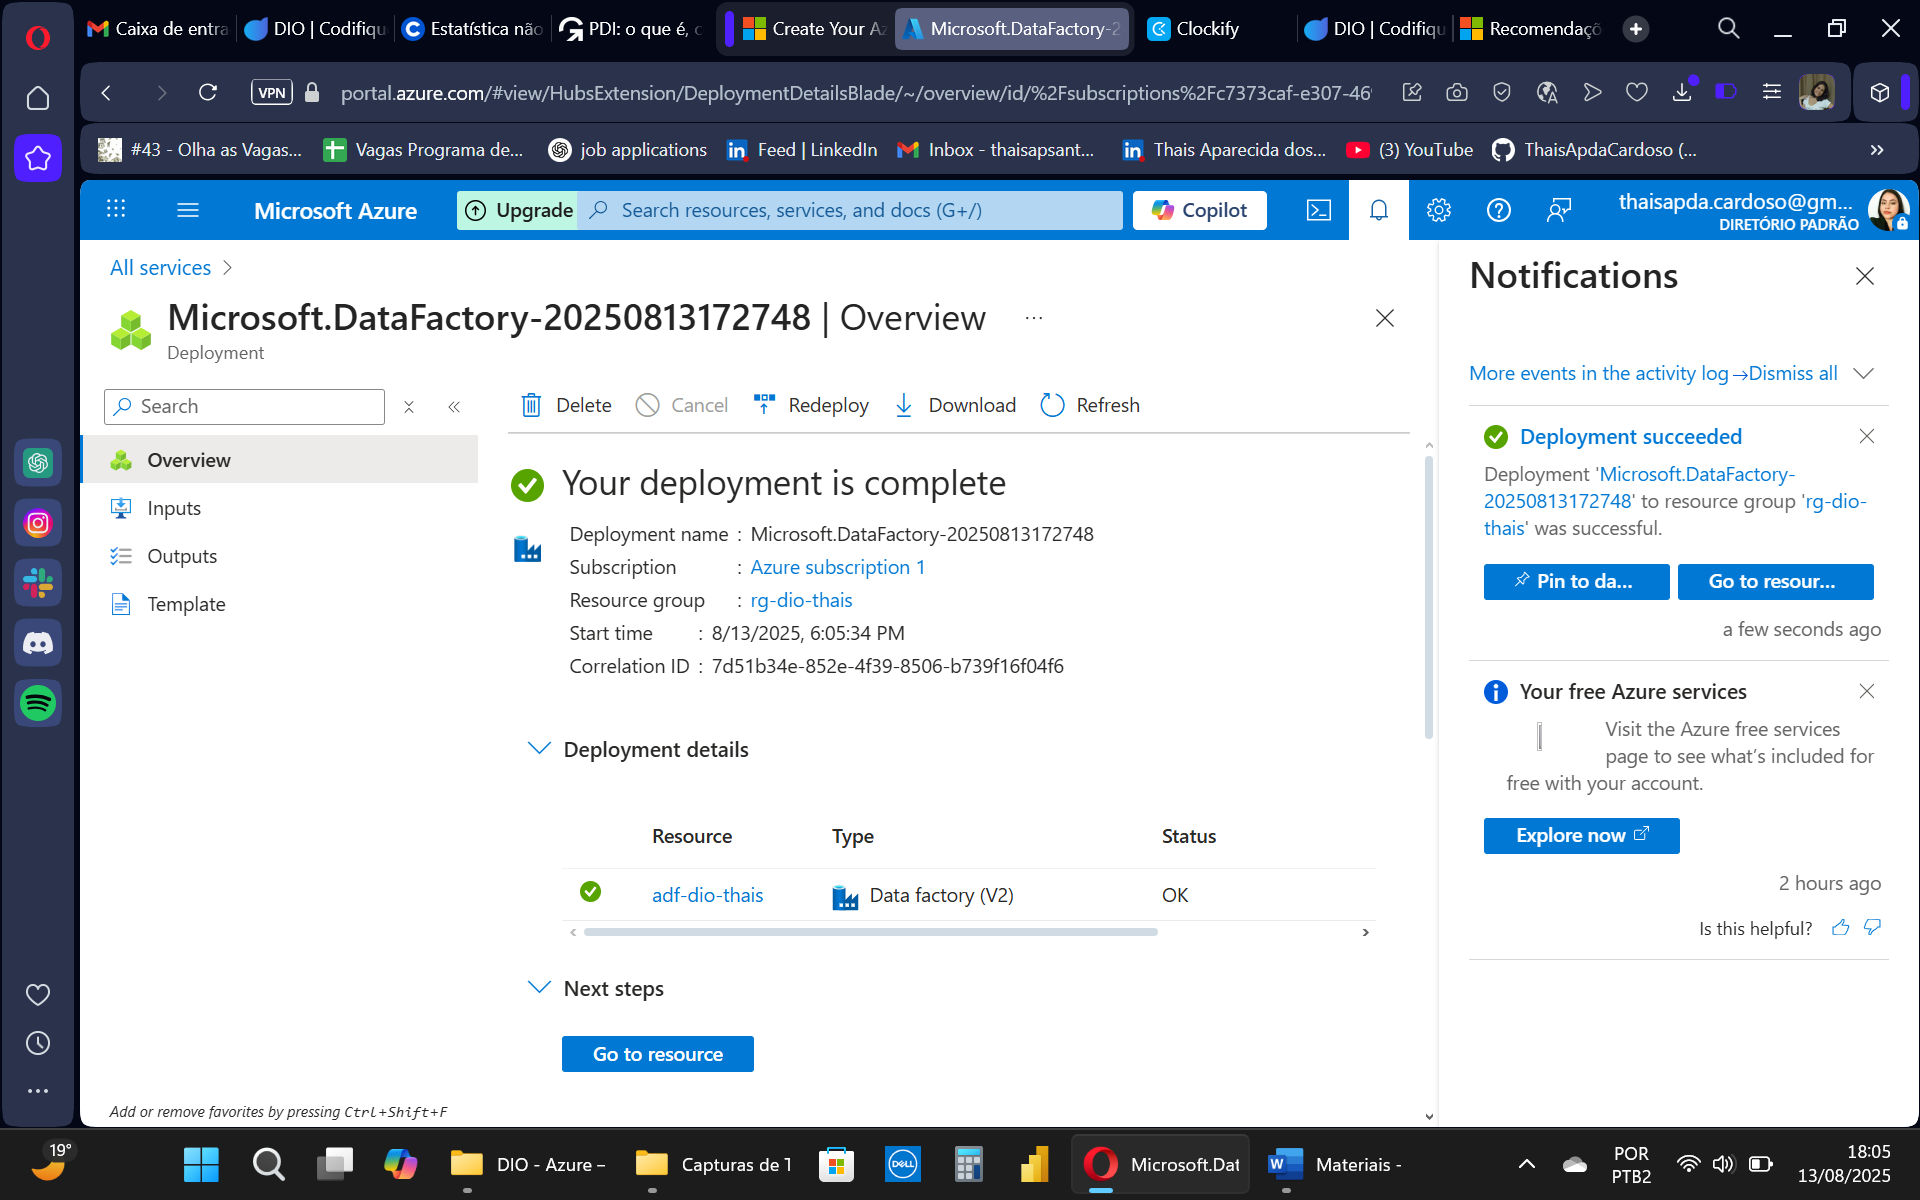 Caixa de entra
DIO | Codifiqu
Estatística não
PDI: o que é, c
Create Your Az
Microsoft.DataFactory-2
Clockify
DIO | Codifiqu
Recomendaçõ
VPN
portal.azure.com/#view/HubsExtension/DeploymentDetailsBlade/~/overview/id/%2Fsubscriptions%2Fc7373caf-e307-469
#43 - Olha as Vagas...
Vagas Programa de...
job applications
Feed | LinkedIn
Inbox - thaisapsant...
Thais Aparecida dos...
(3) YouTube
ThaisApdaCardoso (...
Microsoft Azure
Upgrade
Search resources, services, and docs (G+/)
Copilot
thaisapda.cardoso@gm...
DIRETÓRIO PADRÃO
All services
Microsoft.DataFactory-20250813172748 | Overview
Deployment
Search
Overview
Inputs
Outputs
Template
Delete
Cancel
Redeploy
Download
Refresh
Your deployment is complete
Deployment name : Microsoft.DataFactory-20250813172748
Subscription : Azure subscription 1
Resource group : rg-dio-thais
Start time : 8/13/2025, 6:05:34 PM
Correlation ID : 7d51b34e-852e-4f39-8506-b739f16f04f6
Deployment details
Resource Type Status
adf-dio-thais Data factory (V2) OK
Next steps
Go to resource
Add or remove favorites by pressing Ctrl+Shift+F
Notifications
More events in the activity log →
Dismiss all
Deployment succeeded
Deployment 'Microsoft.DataFactory-
20250813172748' to resource group 'rg-dio-
thais' was successful.
Pin to da...
Go to resour...
a few seconds ago
Your free Azure services
Visit the Azure free services
page to see what's included for
free with your account.
Explore now
2 hours ago
Is this helpful?
19°
DIO - Azure –
Capturas de T
DELL
Microsoft.Dat
Materiais -
POR
PTB2
18:05
13/08/2025